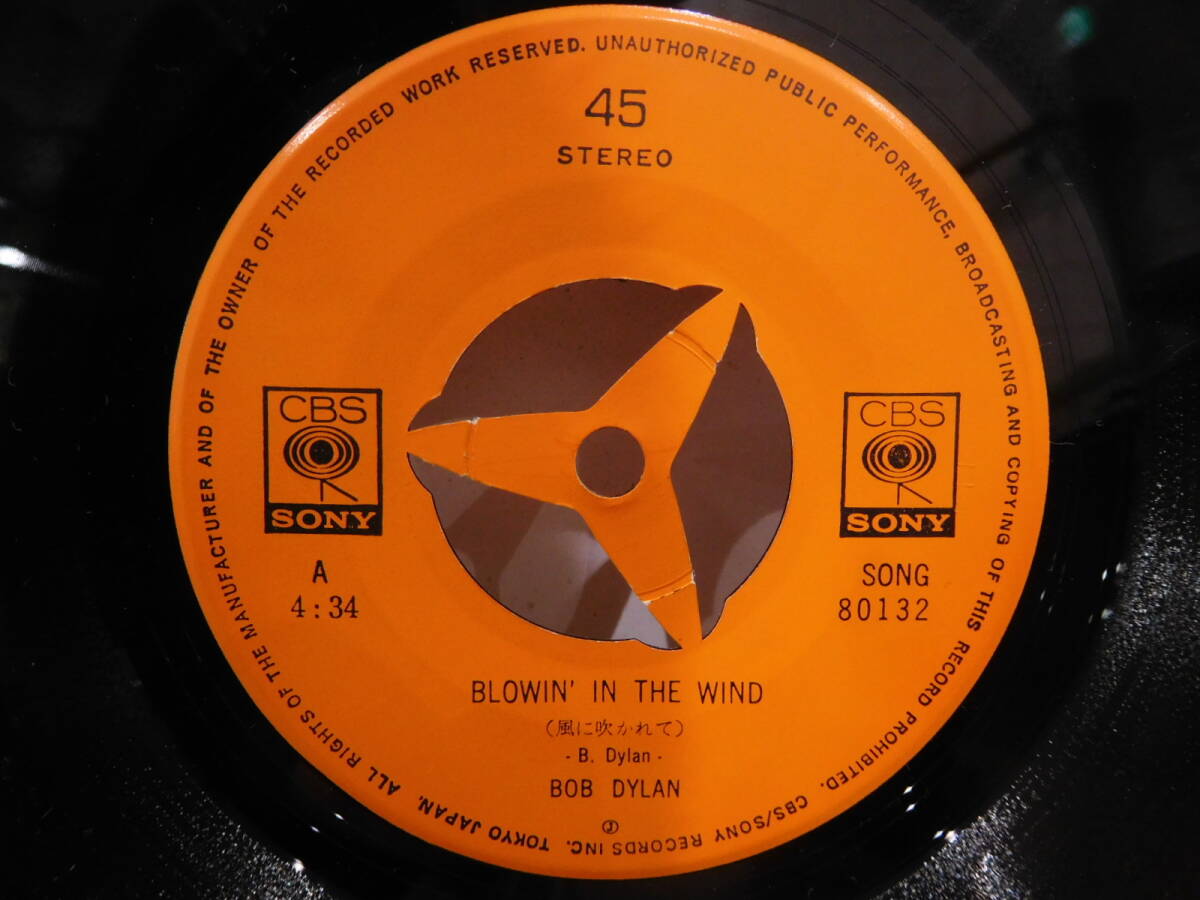 ALL RIGHTS OF THE MANUFACTURER AND OF THE OWNER OF THE RECORDED WORK RESERVED. UNAUTHORIZED PUBLIC PERFORMANCE, BROADCASTING AND COPYING OF THIS RECORD PROHIBITED. CBS/SONY RECORDS INC. TOKYO JAPAN.
45
STEREO
CBS
SONY
CBS
SONY
A
4:34
SONG
80132
BLOWIN' IN THE WIND
(風に吹かれて)
- B. Dylan -
BOB DYLAN